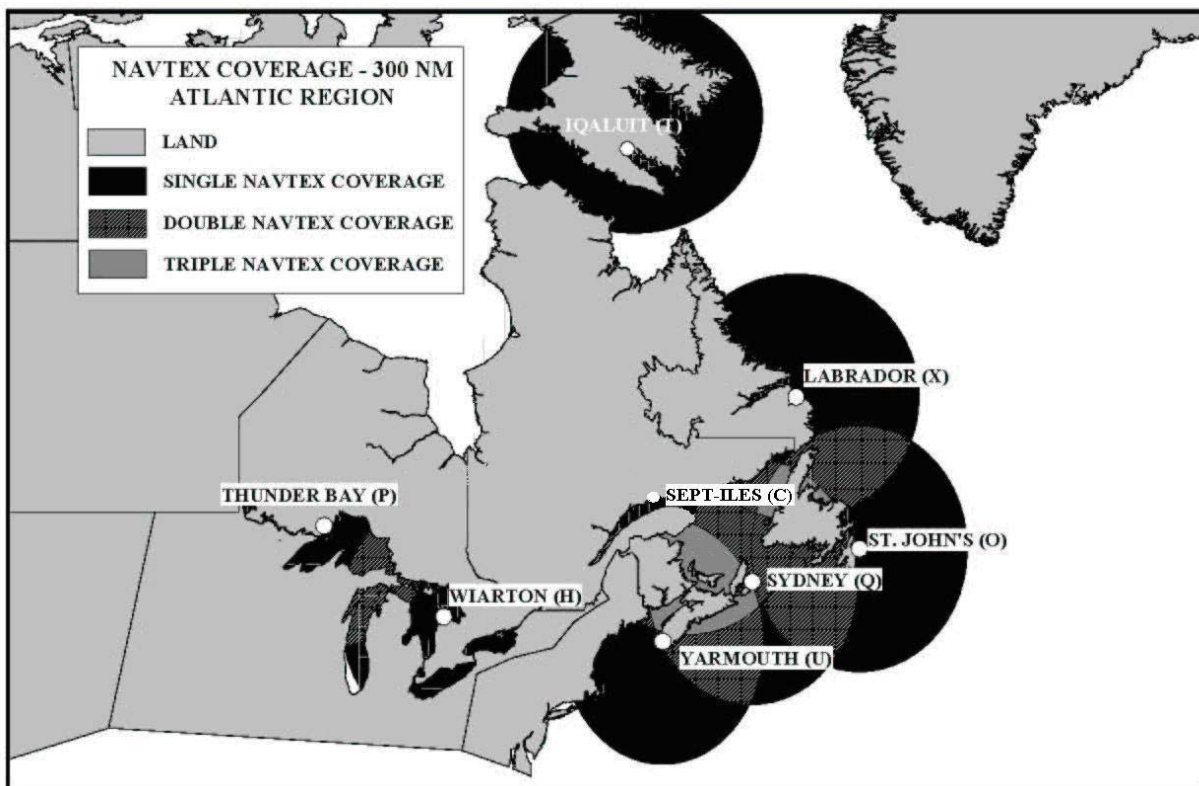 NAVTEX COVERAGE - 300 NM
ATLANTIC REGION
LAND
SINGLE NAVTEX COVERAGE
DOUBLE NAVTEX COVERAGE
TRIPLE NAVTEX COVERAGE
IQALUIT (T)
LABRADOR (X)
THUNDER BAY (P)
SEPT-ILES (C)
ST. JOHN'S (O)
SYDNEY (Q)
WIARTON (H)
YARMOUTH (U)